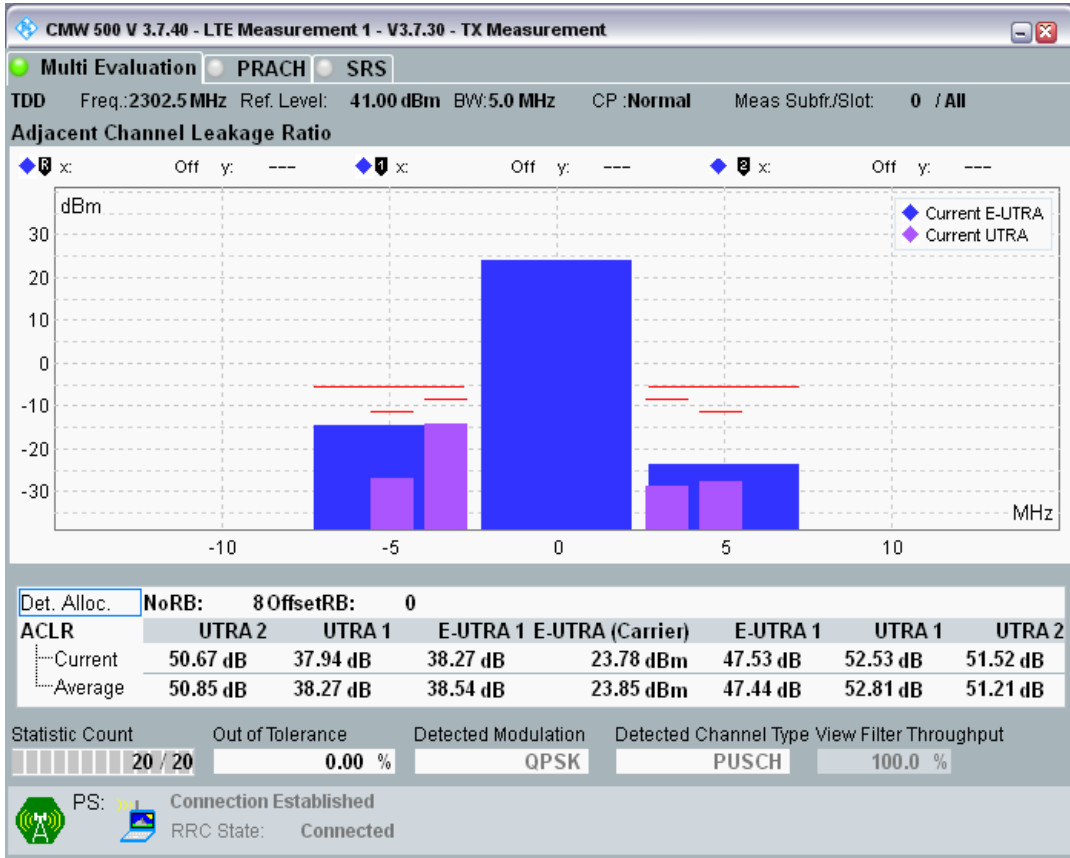 CMW 500 V 3.7.40 - LTE Measurement 1 - V3.7.30 - TX Measurement
Multi Evaluation PRACH SRS
TDD Freq.:2302.5 MHz Ref. Level: 41.00 dBm BW:5.0 MHz CP :Normal Meas Subfr./Slot: 0 / All
Adjacent Channel Leakage Ratio
R x: Off y: --- 1 x: Off y: --- 2 x: Off y: ---
dBm
Current E-UTRA
Current UTRA
30
20
10
0
-10
-20
-30
MHz
-10 -5 0 5 10
Det. Alloc. NoRB: 8 OffsetRB: 0
ACLR UTRA 2 UTRA 1 E-UTRA 1 E-UTRA (Carrier) E-UTRA 1 UTRA 1 UTRA 2
Current 50.67 dB 37.94 dB 38.27 dB 23.78 dBm 47.53 dB 52.53 dB 51.52 dB
Average 50.85 dB 38.27 dB 38.54 dB 23.85 dBm 47.44 dB 52.81 dB 51.21 dB
Statistic Count Out of Tolerance Detected Modulation Detected Channel Type View Filter Throughput
20 / 20 0.00 % QPSK PUSCH 100.0 %
PS: Connection Established
RRC State: Connected